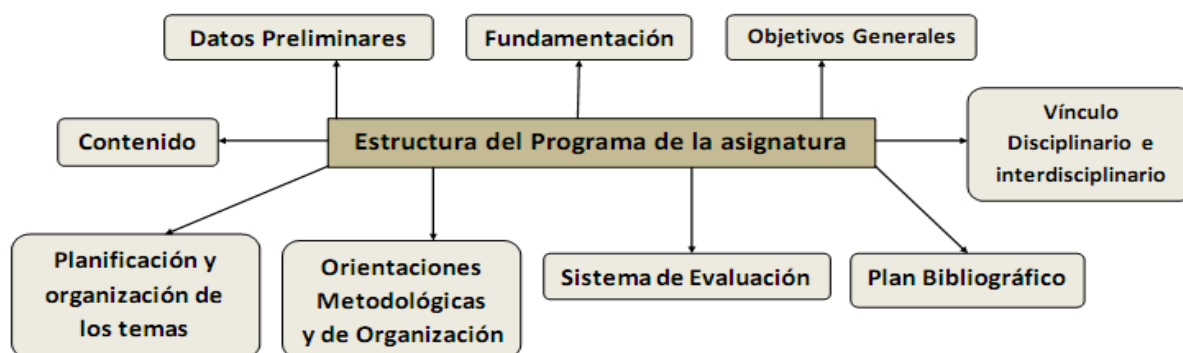 Datos Preliminares
Fundamentación
Objetivos Generales
Contenido
Estructura del Programa de la asignatura
Vínculo
Disciplinario e
interdisciplinario
Planificación y
organización de
los temas
Orientaciones
Metodológicas
y de Organización
Sistema de Evaluación
Plan Bibliográfico